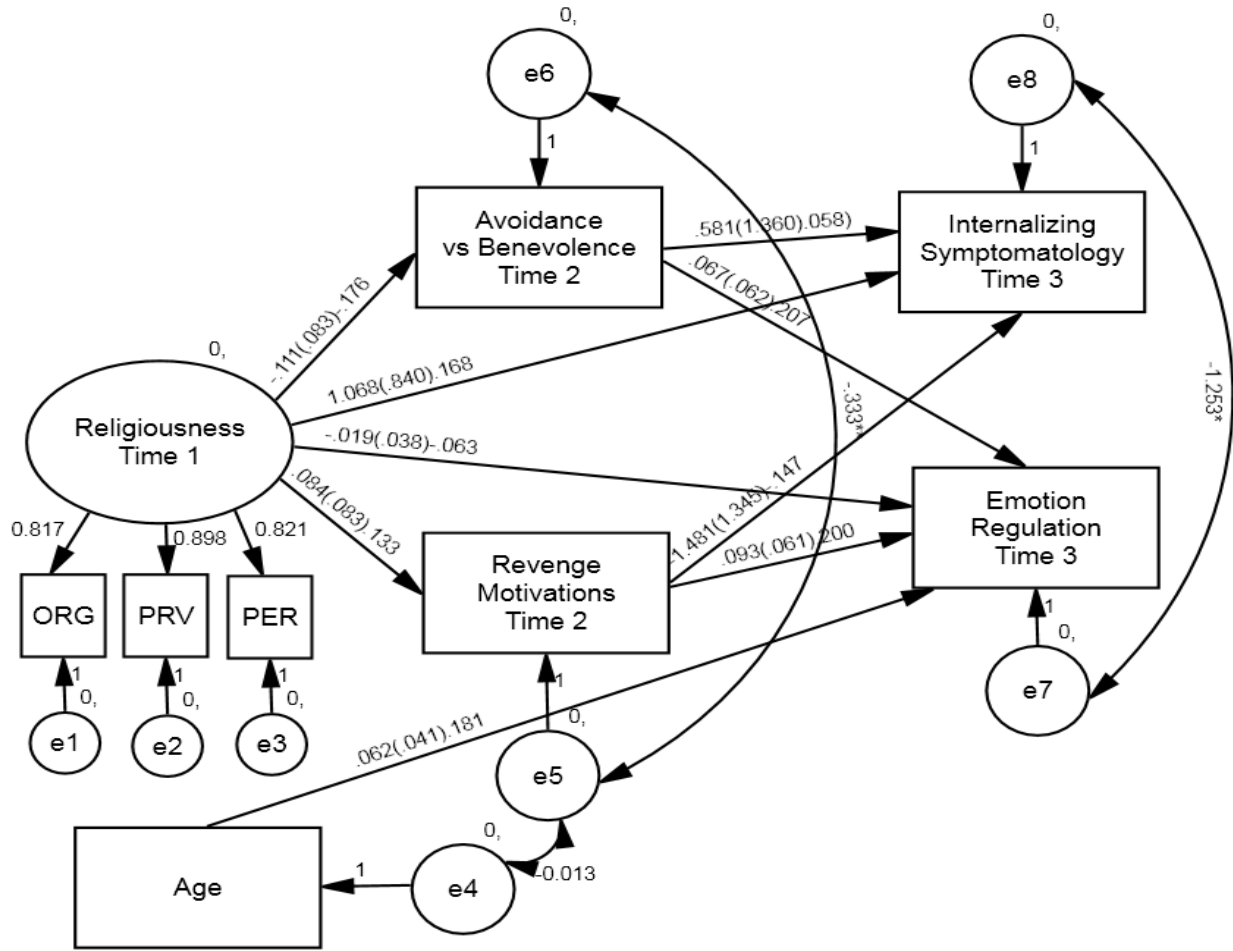 0,
e6
1
0,
e8
1
Avoidance
vs Benevolence
Time 2
Internalizing
Symptomatology
Time 3
.581(1.360).058)
.067(.062).207
-.111(.083)-.176
1.068(.840).168
0,
Religiousness
Time 1
-.019(.038)-.063
.084(.083).133
-.333**
-1.253*
-1.481(1.345)-.147
.093(.061).200
Emotion
Regulation
Time 3
Revenge
Motivations
Time 2
0.817
0.898
0.821
ORG
PRV
PER
1
0,
1
0,
1
0,
e1
e2
e3
1
0,
e7
1
0,
e5
.062(.041).181
0,
-0.013
e4
1
Age